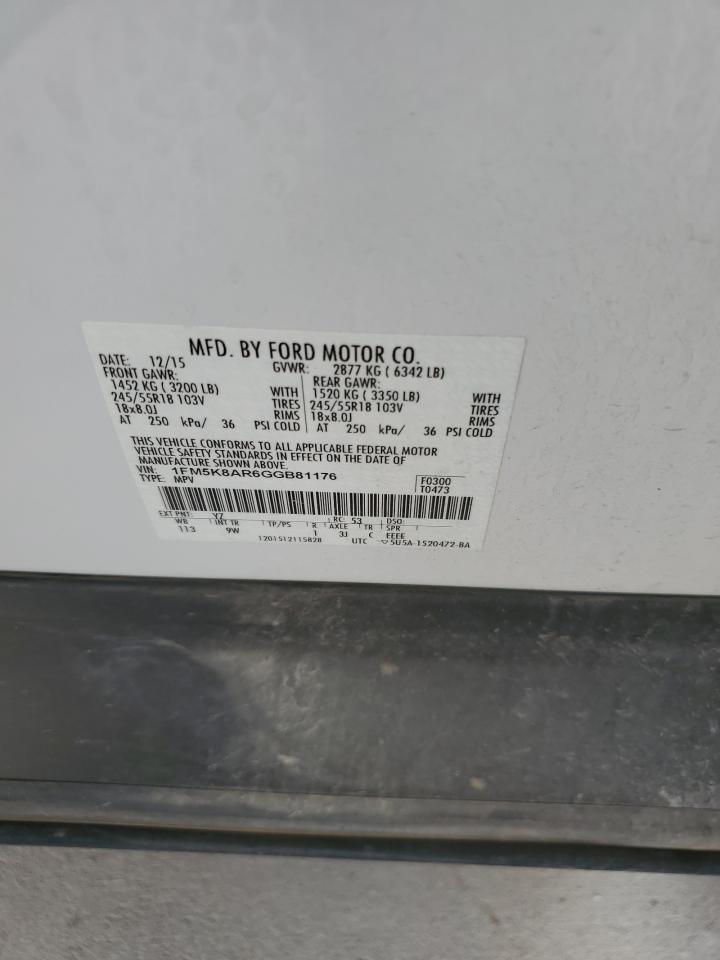 MFD. BY FORD MOTOR CO.
DATE: 12/15 GVWR: 2877 KG ( 6342 LB)
FRONT GAWR: REAR GAWR:
1452 KG ( 3200 LB) WITH 1520 KG ( 3350 LB) WITH
245/55R18 103V TIRES 245/55R18 103V TIRES
18x8.0J RIMS 18x8.0J RIMS
AT 250 kPa/ 36 PSI COLD AT 250 kPa/ 36 PSI COLD
THIS VEHICLE CONFORMS TO ALL APPLICABLE FEDERAL MOTOR
VEHICLE SAFETY STANDARDS IN EFFECT ON THE DATE OF
MANUFACTURE SHOWN ABOVE.
VIN: 1FM5K8AR6GGB81176 F0300
TYPE: MPV T0473
EXT PNT: YZ RC: 53 DSO:
WB INT TR TP/PS R AXLE TR SPR
113 9W 1 3J C EEEE
1201512115828 UTC 5U5A-1520472-BA